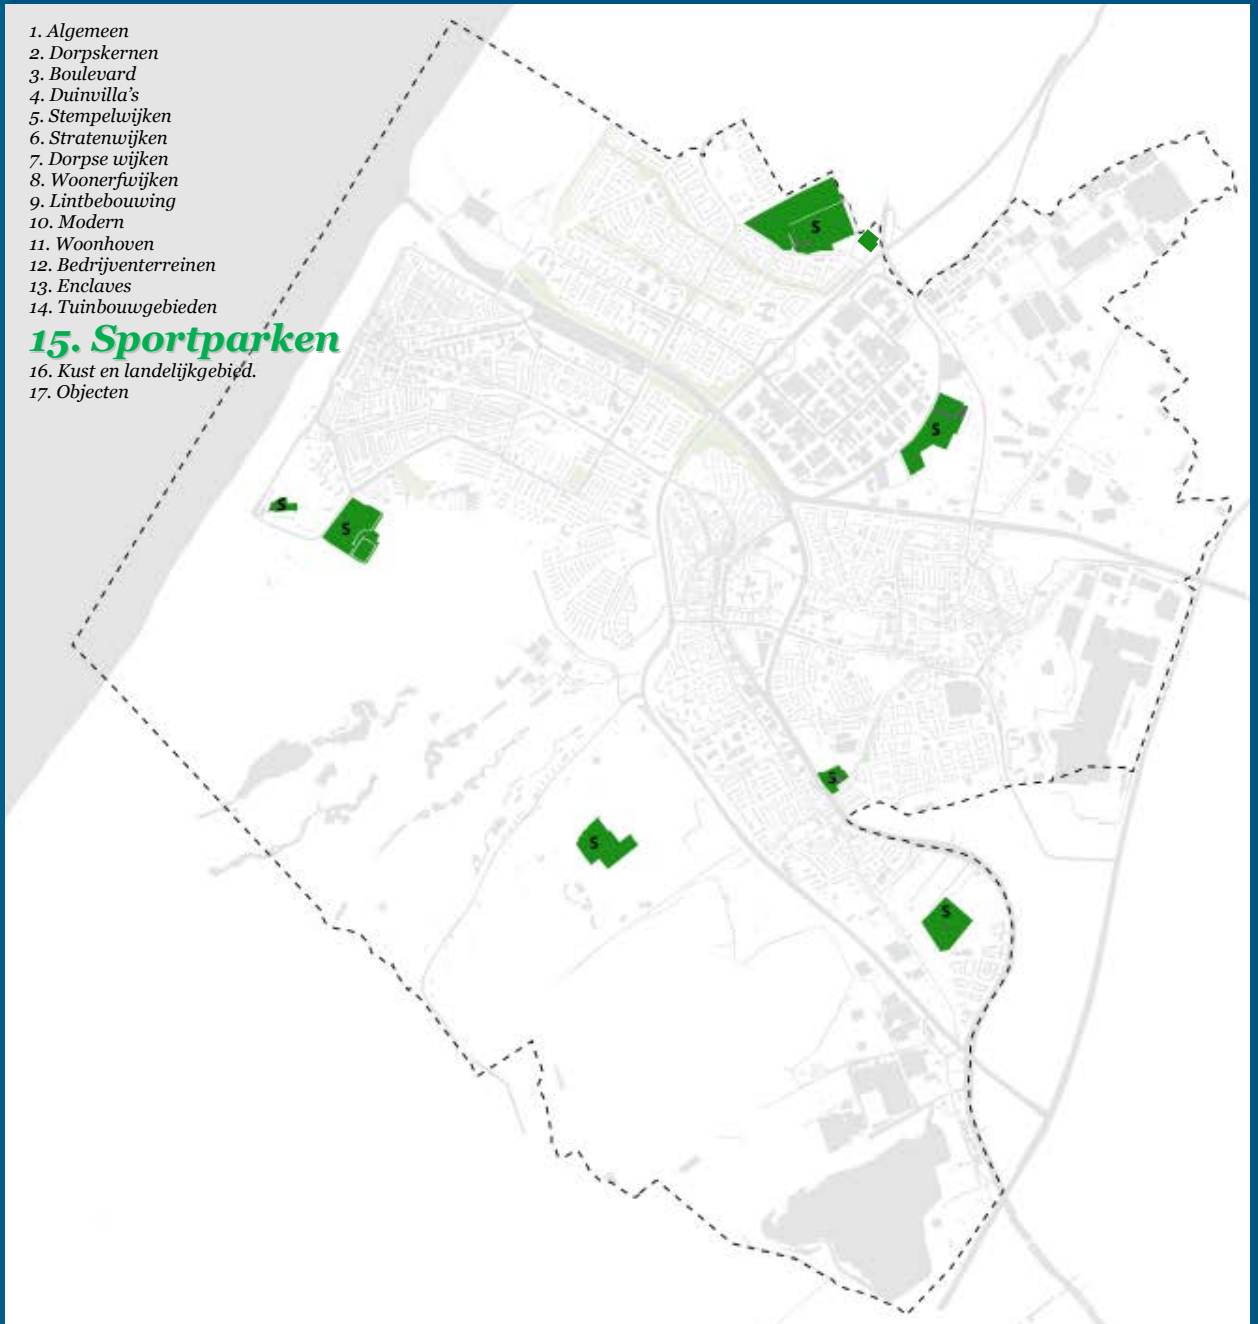 1. Algemeen
2. Dorpskernen
3. Boulevard
4. Duinvilla's
5. Stempelwijken
6. Stratenwijken
7. Dorpse wijken
8. Woonerfwijken
9. Lintbebouwing
10. Modern
11. Woonhoven
12. Bedrijventerreinen
13. Enclaves
14. Tuinbouwgebieden
15. Sportparken
16. Kust en landelijkgebied.
17. Objecten
S
S
S
S
S
S
S